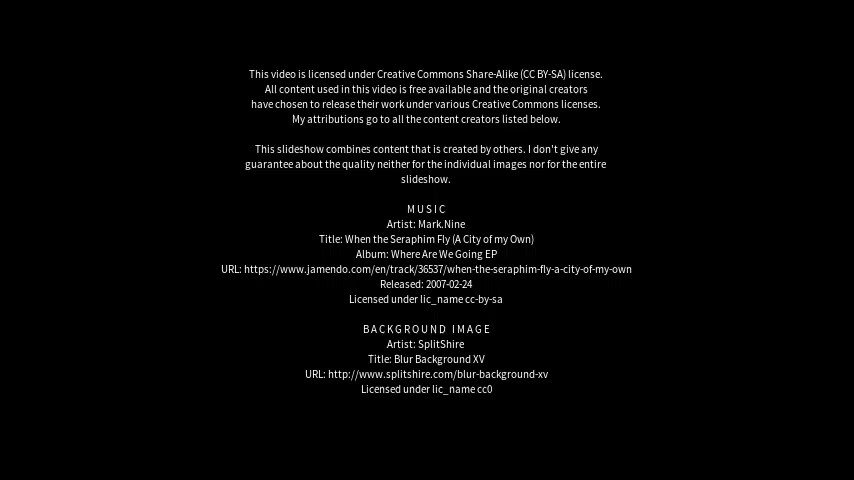 This video is licensed under Creative Commons Share-Alike (CC BY-SA) license.
All content used in this video is free available and the original creators
have chosen to release their work under various Creative Commons licenses.
My attributions go to all the content creators listed below.
This slideshow combines content that is created by others. I don't give any
guarantee about the quality neither for the individual images nor for the entire
slideshow.
MUSIC
Artist: Mark.Nine
Title: When the Seraphim Fly (A City of my Own)
Album: Where Are We Going EP
URL: https://www.jamendo.com/en/track/36537/when-the-seraphim-fly-a-city-of-my-own
Released: 2007-02-24
Licensed under lic_name cc-by-sa
BACKGROUND IMAGE
Artist: SplitShire
Title: Blur Background XV
URL: http://www.splitshire.com/blur-background-xv
Licensed under lic_name cc0